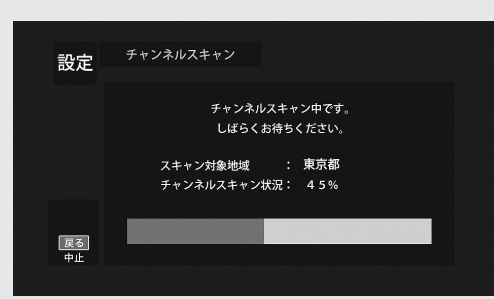 設定
チャンネルスキャン
チャンネルスキャン中です。
しばらくお待ちください。
スキャン対象地域 ： 東京都
チャンネルスキャン状況： 45%
戻る
中止